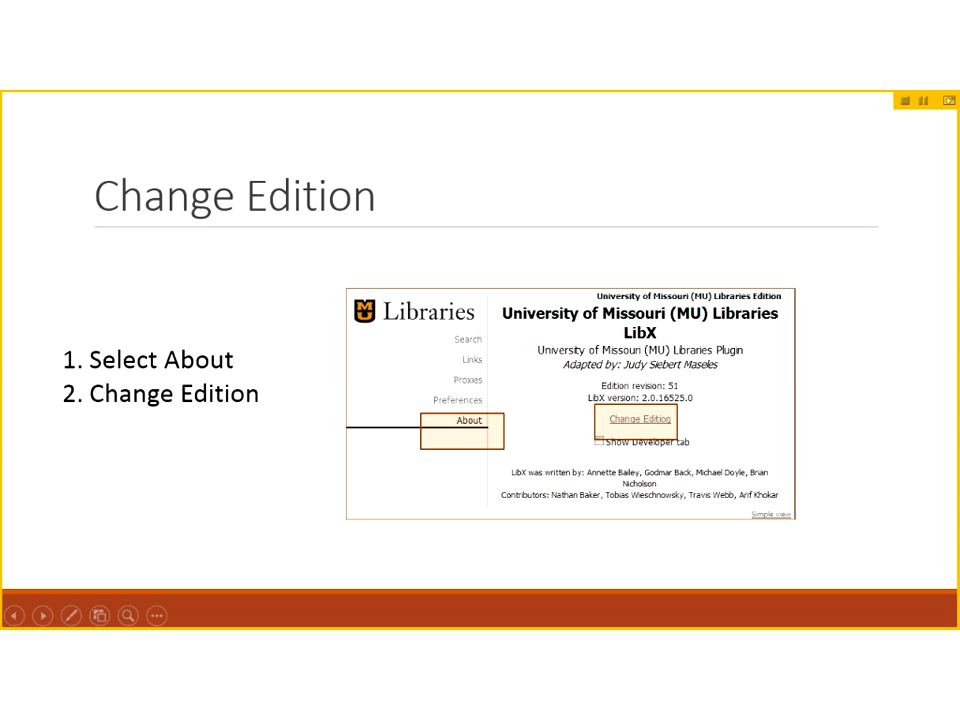 Change Edition
1. Select About
2. Change Edition
MU Libraries
Search
Links
Proxies
Preferences
About
University of Missouri (MU) Libraries Edition
University of Missouri (MU) Libraries
LibX
University of Missouri (MU) Libraries Plugin
Adapted by: Judy Siebert Maseles
Edition revision: 51
LibX version: 2.0.16525.0
Change Edition
Show Developer tab
LibX was written by: Annette Bailey, Godmar Back, Michael Doyle, Brian
Nicholson
Contributors: Nathan Baker, Tobias Wieschnowsky, Travis Webb, Arif Khokar
Simple view